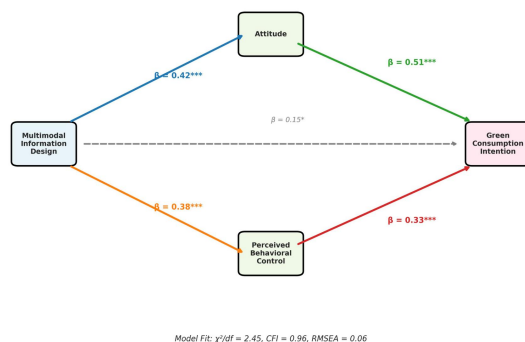 Attitude
β = 0.42***
β = 0.51***
β = 0.15*
Multimodal
Information
Design
Green
Consumption
Intention
β = 0.38***
β = 0.33***
Perceived
Behavioral
Control
Model Fit: χ²/df = 2.45, CFI = 0.96, RMSEA = 0.06